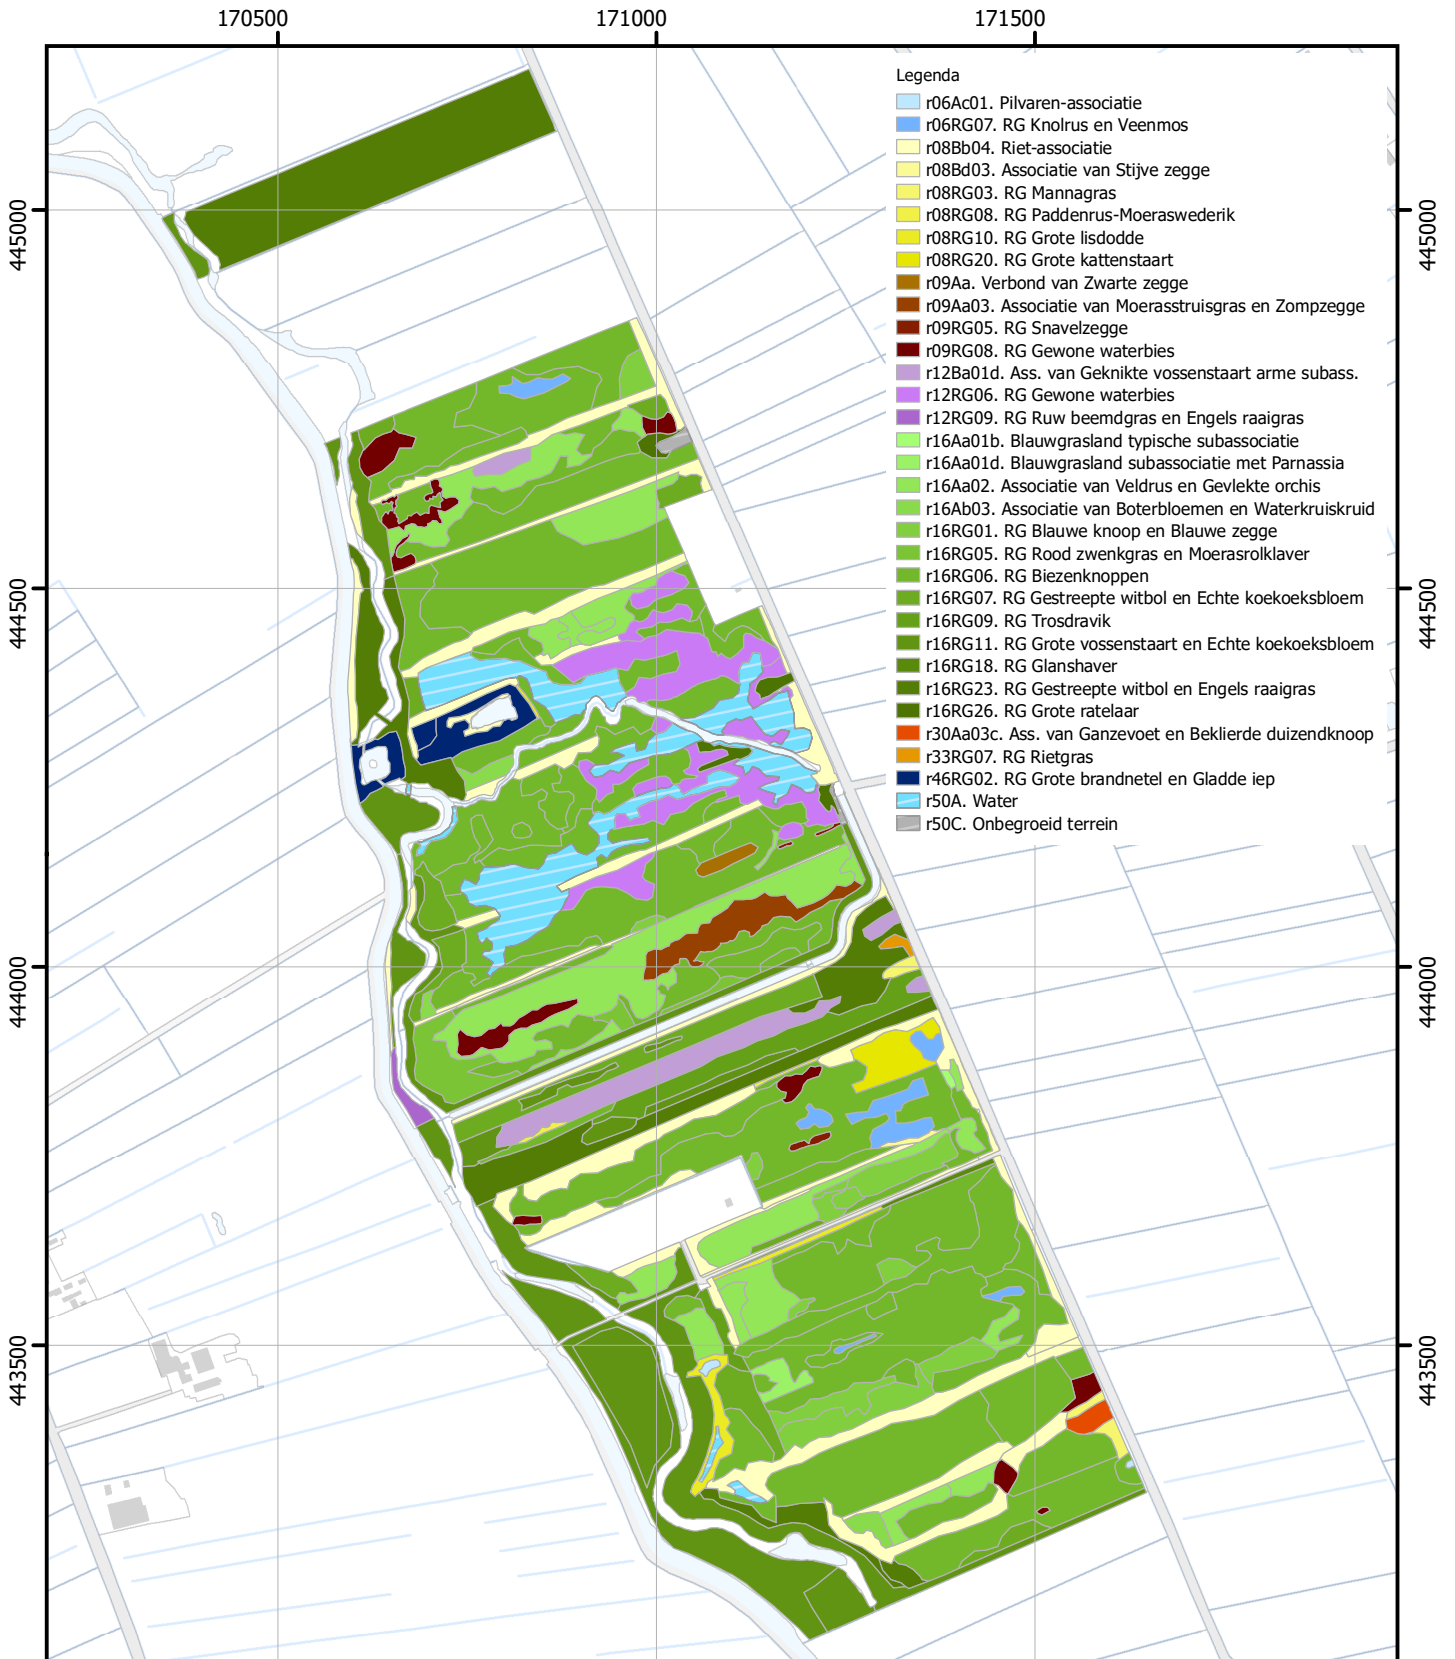 170500 171000 171500
Legenda
r06Ac01. Pilvaren-associatie
r06RG07. RG Knolrus en Veenmos
r08Bb04. Riet-associatie
r08Bd03. Associatie van Stijve zegge
r08RG03. RG Mannagras
r08RG08. RG Paddenrus-Moeraswederik
r08RG10. RG Grote lisdodde
r08RG20. RG Grote kattenstaart
r09Aa. Verbond van Zwarte zegge
r09Aa03. Associatie van Moerasstruisgras en Zompzegge
r09RG05. RG Snavelzegge
r09RG08. RG Gewone waterbies
r12Ba01d. Ass. van Geknikte vossenstaart arme subass.
r12RG06. RG Gewone waterbies
r12RG09. RG Ruw beemdgras en Engels raaigras
r16Aa01b. Blauwgrasland typische subassociatie
r16Aa01d. Blauwgrasland subassociatie met Parnassia
r16Aa02. Associatie van Veldrus en Gevlekte orchis
r16Ab03. Associatie van Boterbloemen en Waterkruiskruid
r16RG01. RG Blauwe knoop en Blauwe zegge
r16RG05. RG Rood zwenkgras en Moerasrolklaver
r16RG06. RG Biezenknoppen
r16RG07. RG Gestreepte witbol en Echte koekoeksbloem
r16RG09. RG Trosdravik
r16RG11. RG Grote vossenstaart en Echte koekoeksbloem
r16RG18. RG Glanshaver
r16RG23. RG Gestreepte witbol en Engels raaigras
r16RG26. RG Grote ratelaar
r30Aa03c. Ass. van Ganzevoet en Beklierde duizendknoop
r33RG07. RG Rietgras
r46RG02. RG Grote brandnetel en Gladde iep
r50A. Water
r50C. Onbegroeid terrein
445000 445000
444500 444500
444000 444000
443500 443500